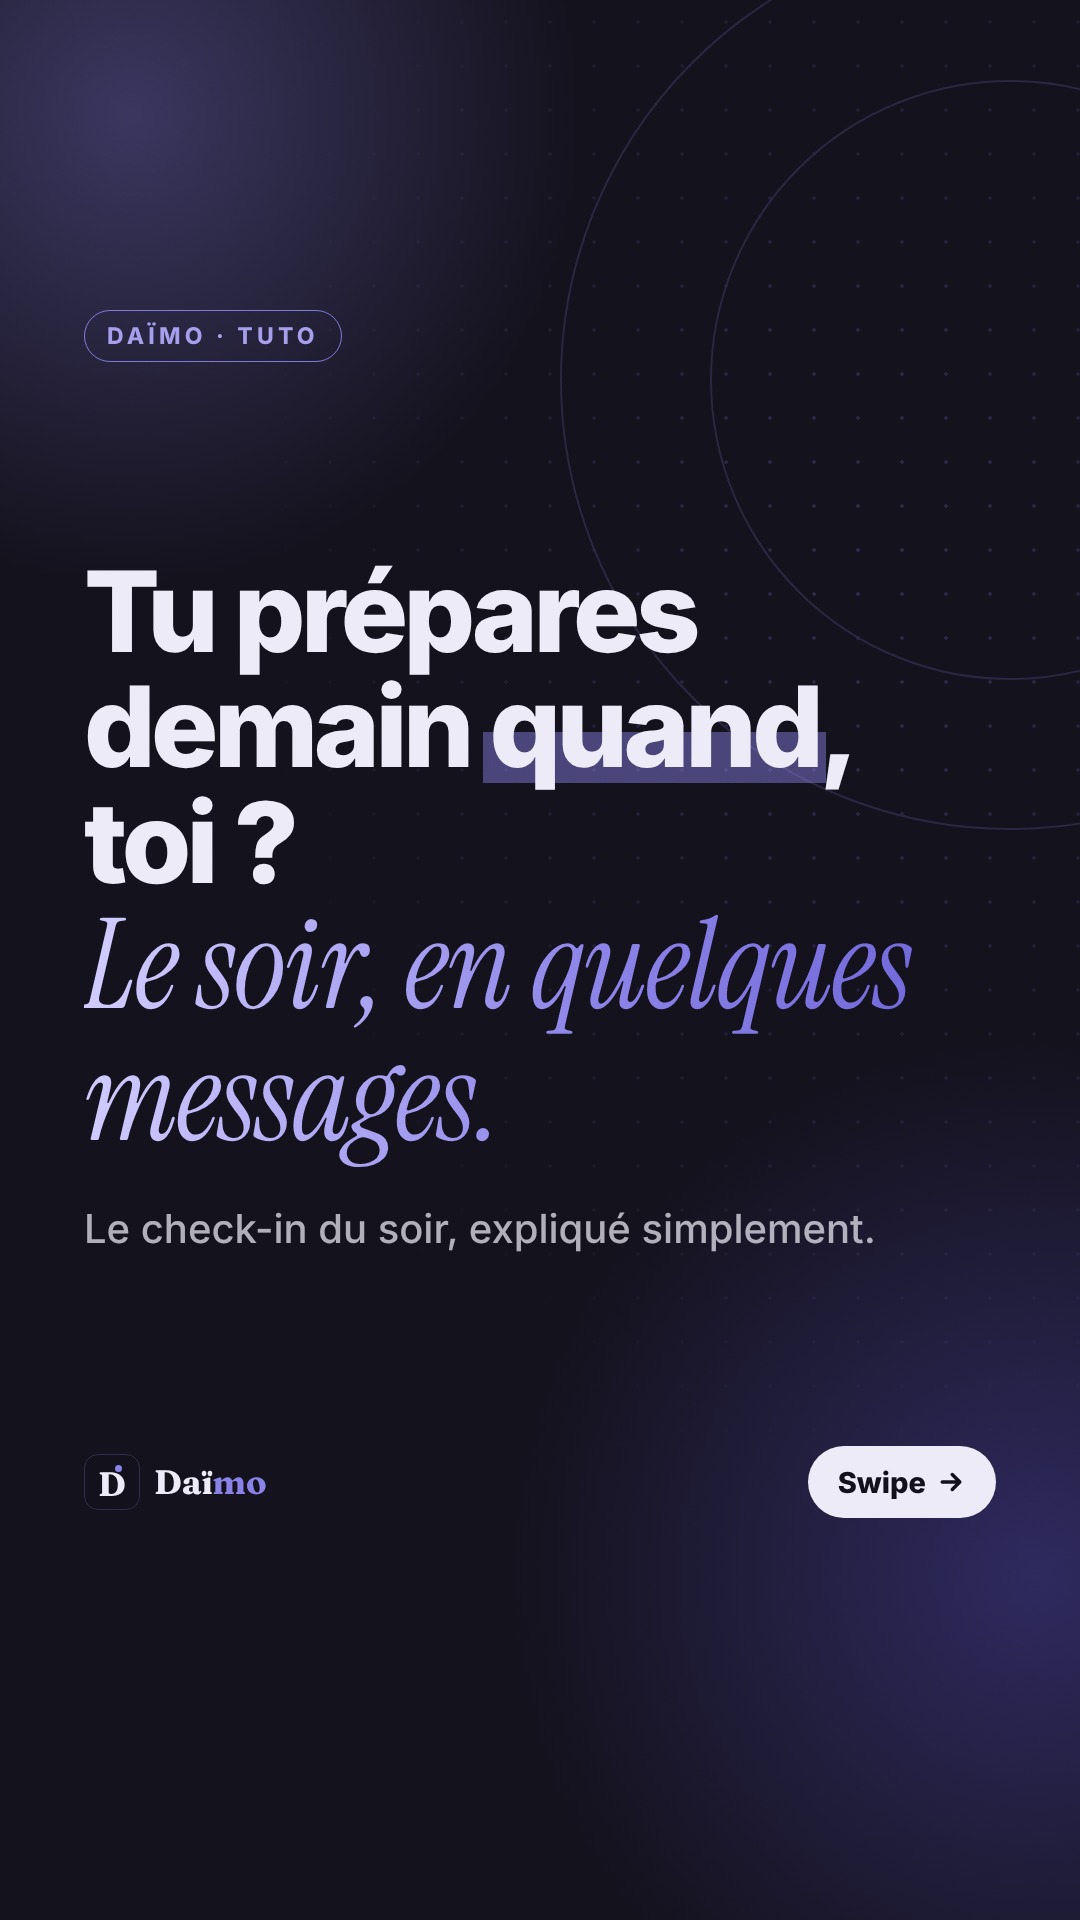 DAÏMO · TUTO
Tu prépares
demain quand,
toi ?
Le soir, en quelques
messages.
Le check-in du soir, expliqué simplement.
D Daïmo
Swipe →